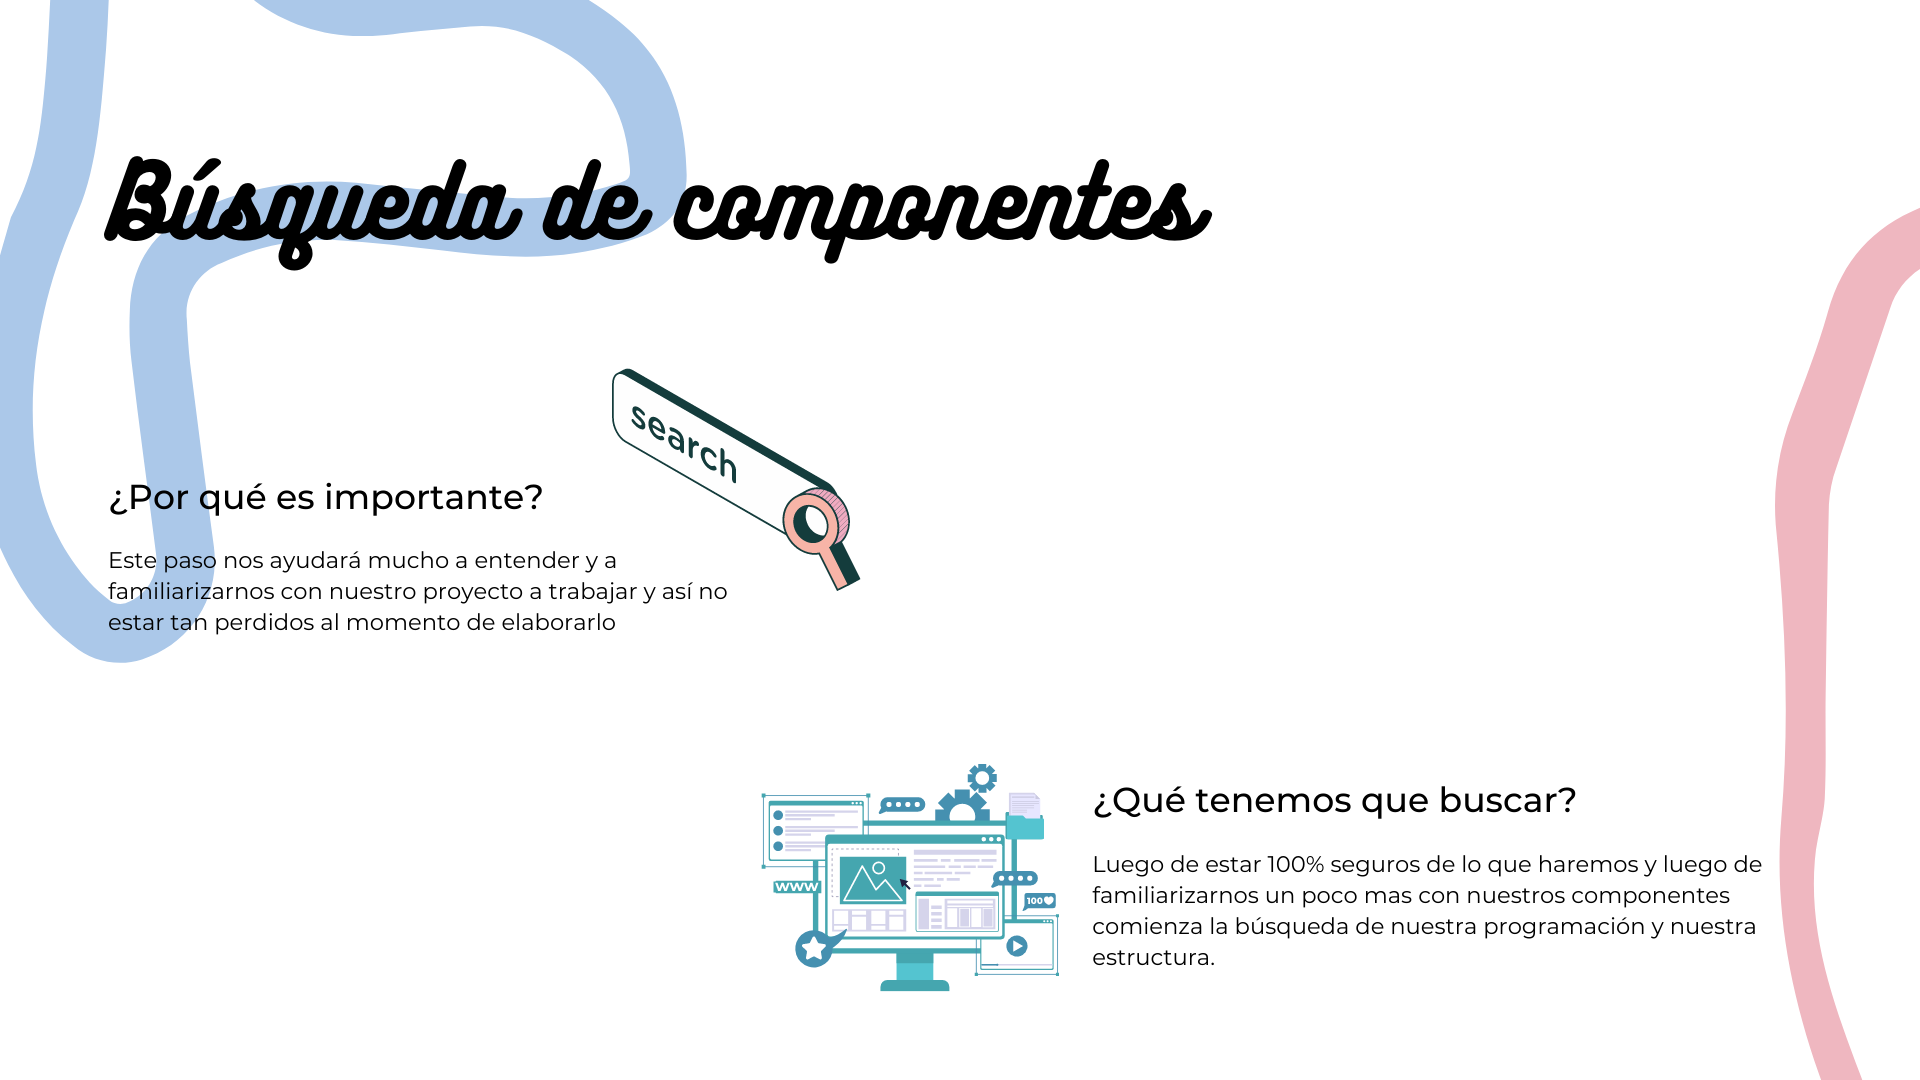 Búsqueda de componentes
search
¿Por qué es importante?
Este paso nos ayudará mucho a entender y a
familiarizarnos con nuestro proyecto a trabajar y así no
estar tan perdidos al momento de elaborarlo
¿Qué tenemos que buscar?
Luego de estar 100% seguros de lo que haremos y luego de
familiarizarnos un poco mas con nuestros componentes
comienza la búsqueda de nuestra programación y nuestra
estructura.
WWW
100